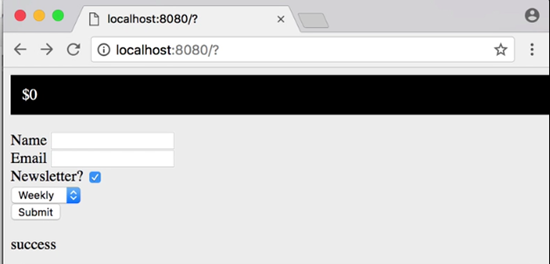 localhost:8080/?
localhost:8080/?
$0
Name
Email
Newsletter?
Weekly
Submit
success